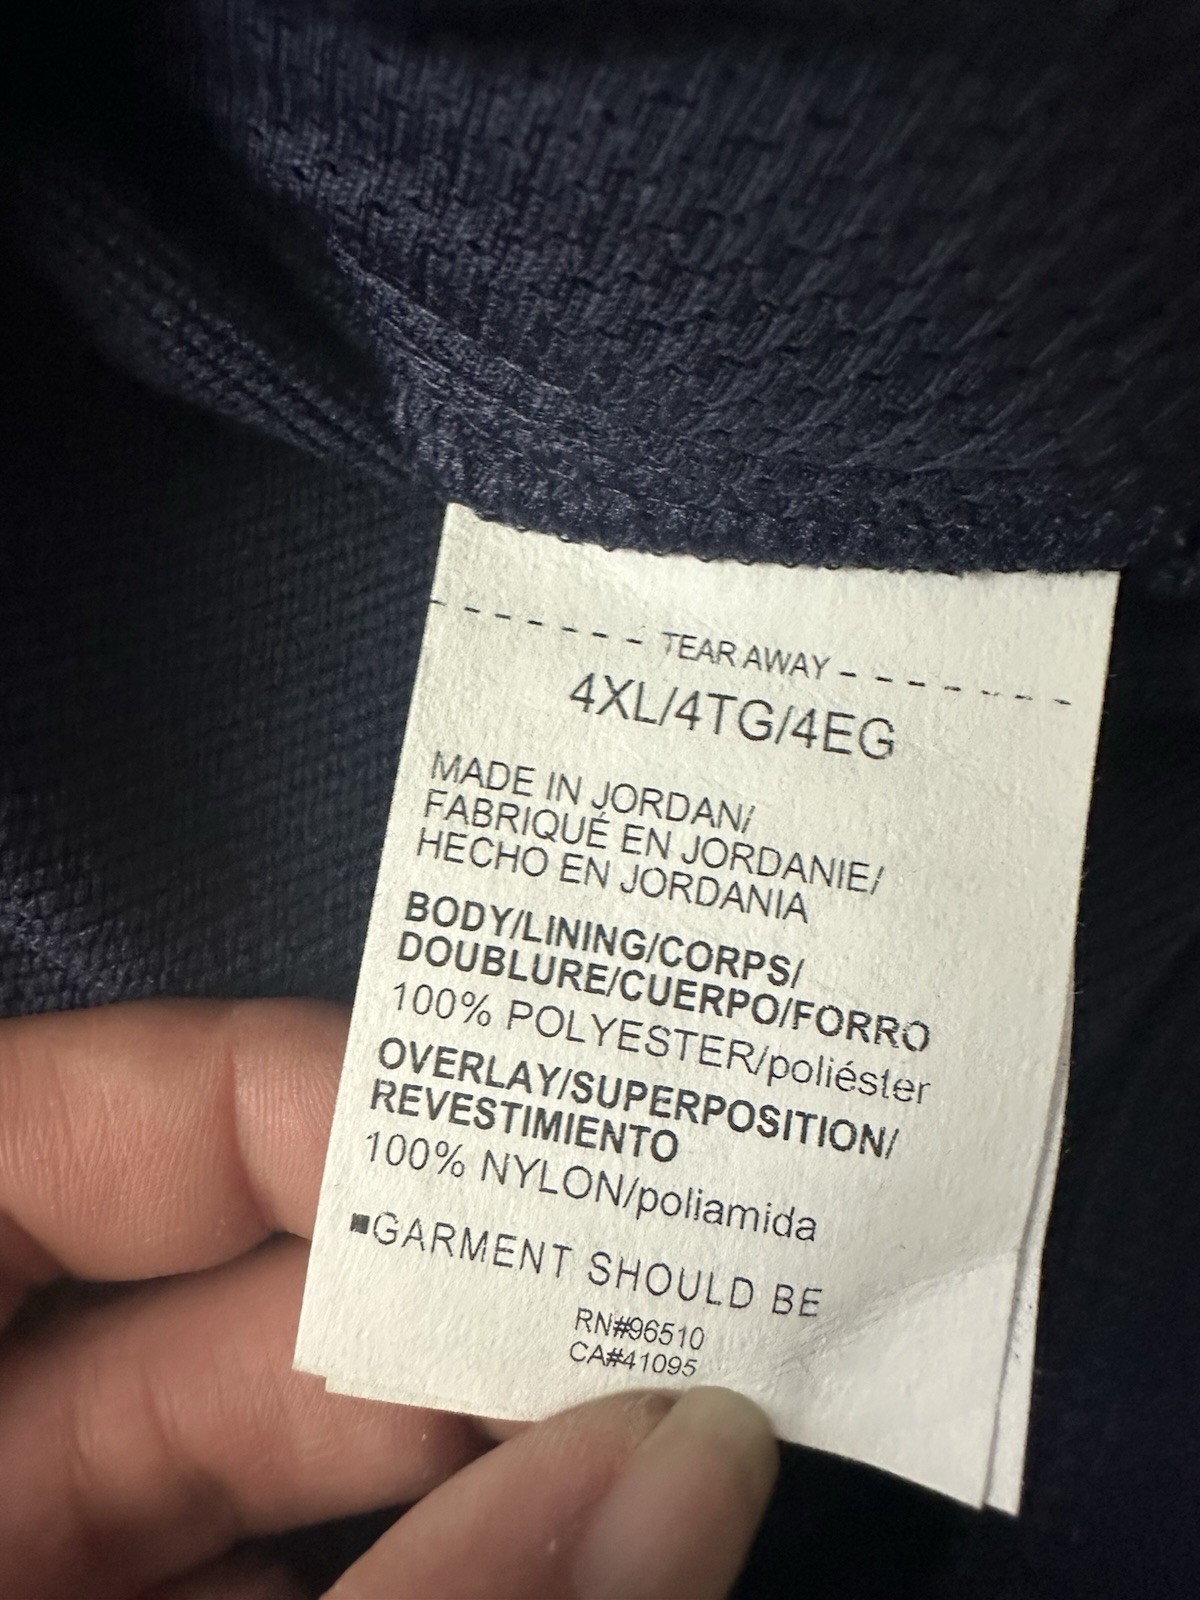 TEAR AWAY
4XL/4TG/4EG
MADE IN JORDAN/
FABRIQUÉ EN JORDANIE/
HECHO EN JORDANIA
BODY/LINING/CORPS/
DOUBLURE/CUERPO/FORRO
100% POLYESTER/poliéster
OVERLAY/SUPERPOSITION/
REVESTIMIENTO
100% NYLON/poliamida
GARMENT SHOULD BE
RN#96510
CA#41095